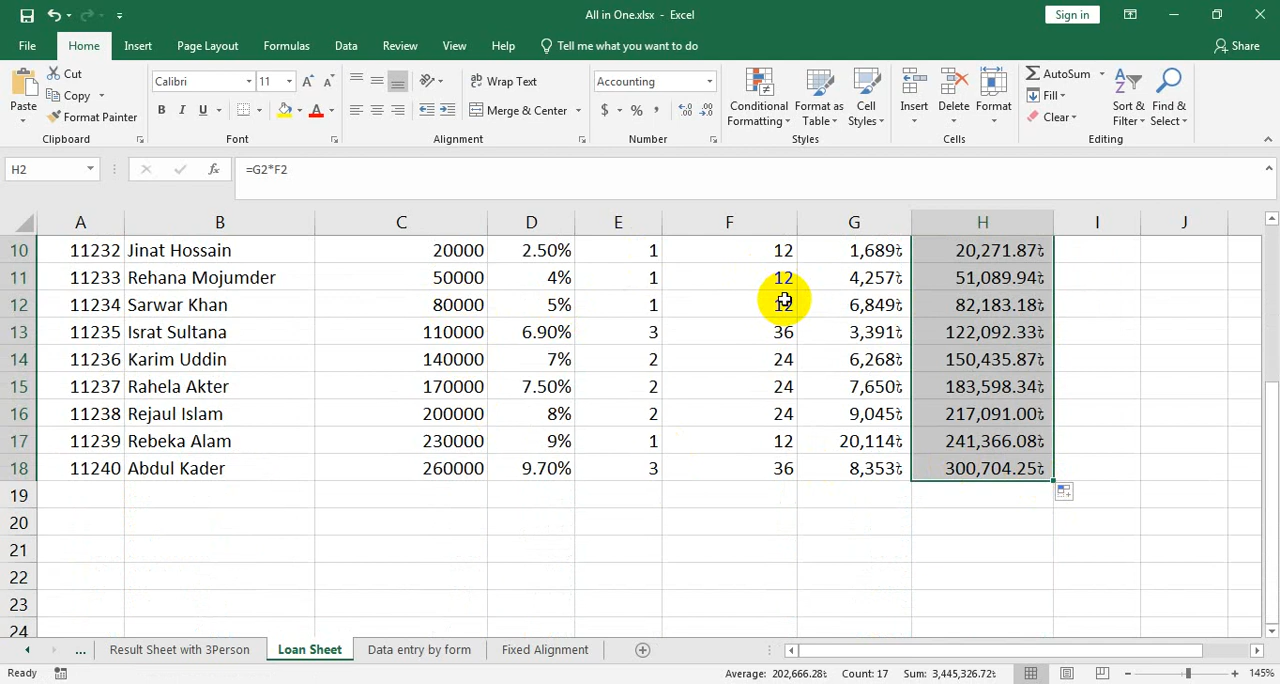 All in One.xlsx - Excel
Sign in
File Home Insert Page Layout Formulas Data Review View Help Tell me what you want to do Share
Paste Cut Copy Format Painter Clipboard
Calibri 11 B I U Font
Wrap Text Merge & Center Alignment
Accounting $ % , Number
Conditional Formatting Format as Table Cell Styles Styles
Insert Delete Format Cells
AutoSum Fill Clear Sort & Filter Find & Select Editing
H2 fx =G2*F2
A B C D E F G H I J
10 11232 Jinat Hossain 20000 2.50% 1 12 1,689৳ 20,271.87৳
11 11233 Rehana Mojumder 50000 4% 1 12 4,257৳ 51,089.94৳
12 11234 Sarwar Khan 80000 5% 1 12 6,849৳ 82,183.18৳
13 11235 Israt Sultana 110000 6.90% 3 36 3,391৳ 122,092.33৳
14 11236 Karim Uddin 140000 7% 2 24 6,268৳ 150,435.87৳
15 11237 Rahela Akter 170000 7.50% 2 24 7,650৳ 183,598.34৳
16 11238 Rejaul Islam 200000 8% 2 24 9,045৳ 217,091.00৳
17 11239 Rebeka Alam 230000 9% 1 12 20,114৳ 241,366.08৳
18 11240 Abdul Kader 260000 9.70% 3 36 8,353৳ 300,704.25৳
19
20
21
22
23
24
... Result Sheet with 3Person Loan Sheet Data entry by form Fixed Alignment
Ready Average: 202,666.28৳ Count: 17 Sum: 3,445,326.72৳ 145%